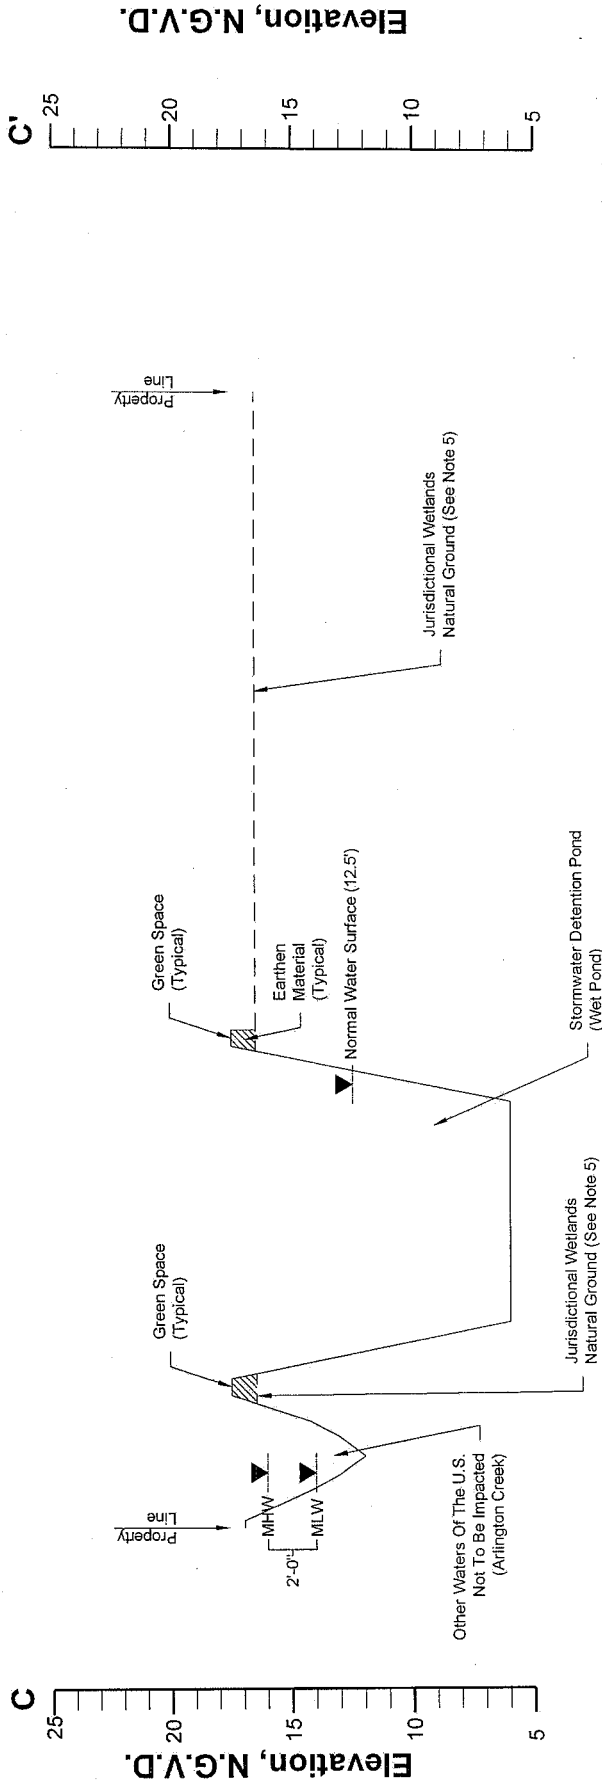 C
Elevation, N.G.V.D.
25
20
15
10
5
Property
Line
MHW
MLW
2'-0"
Other Waters Of The U.S.
Not To Be Impacted
(Arlington Creek)
Green Space
(Typical)
Jurisdictional Wetlands
Natural Ground (See Note 5)
Stormwater Detention Pond
(Wet Pond)
Normal Water Surface (12.5')
Green Space
(Typical)
Earthen
Material
(Typical)
Jurisdictional Wetlands
Natural Ground (See Note 5)
Property
Line
C'
25
20
15
10
5
Elevation, N.G.V.D.